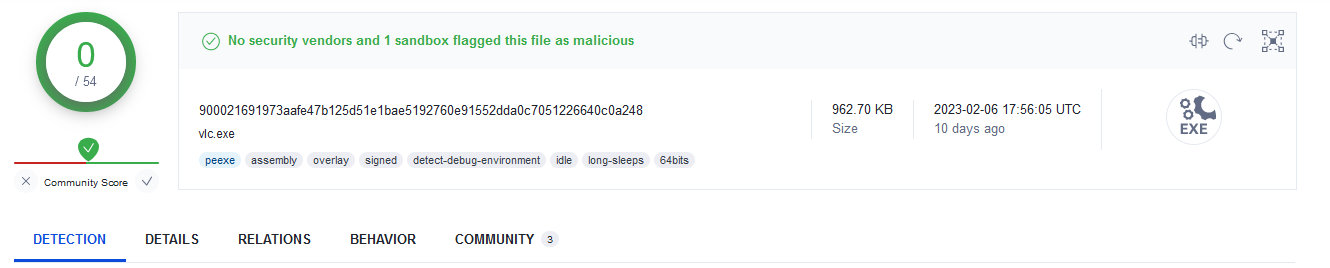 0
/ 54
Community Score
No security vendors and 1 sandbox flagged this file as malicious
900021691973aafe47b125d51e1bae5192760e91552dda0c7051226640c0a248
vlc.exe
peexe assembly overlay signed detect-debug-environment idle long-sleeps 64bits
962.70 KB
Size
2023-02-06 17:56:05 UTC
10 days ago
EXE
DETECTION DETAILS RELATIONS BEHAVIOR COMMUNITY 3